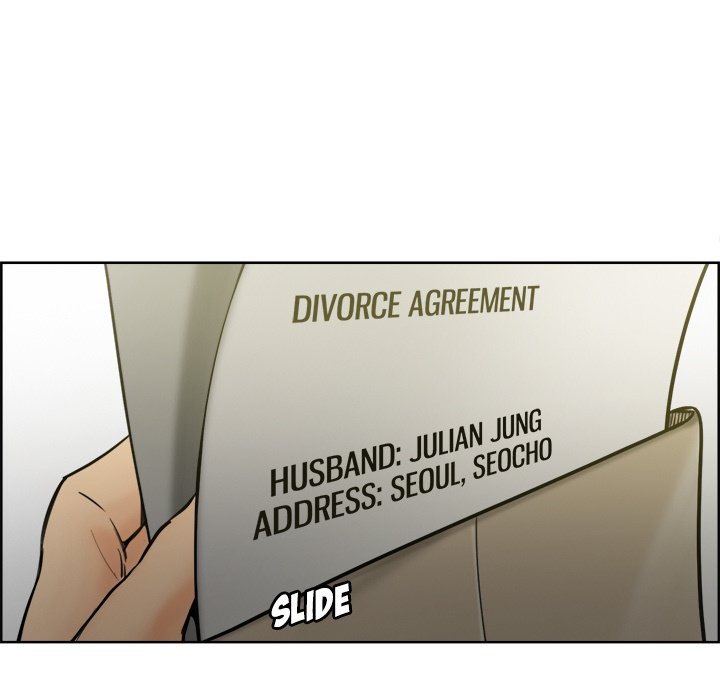 DIVORCE AGREEMENT
HUSBAND: JULIAN JUNG
ADDRESS: SEOUL, SEOCHO
SLIDE